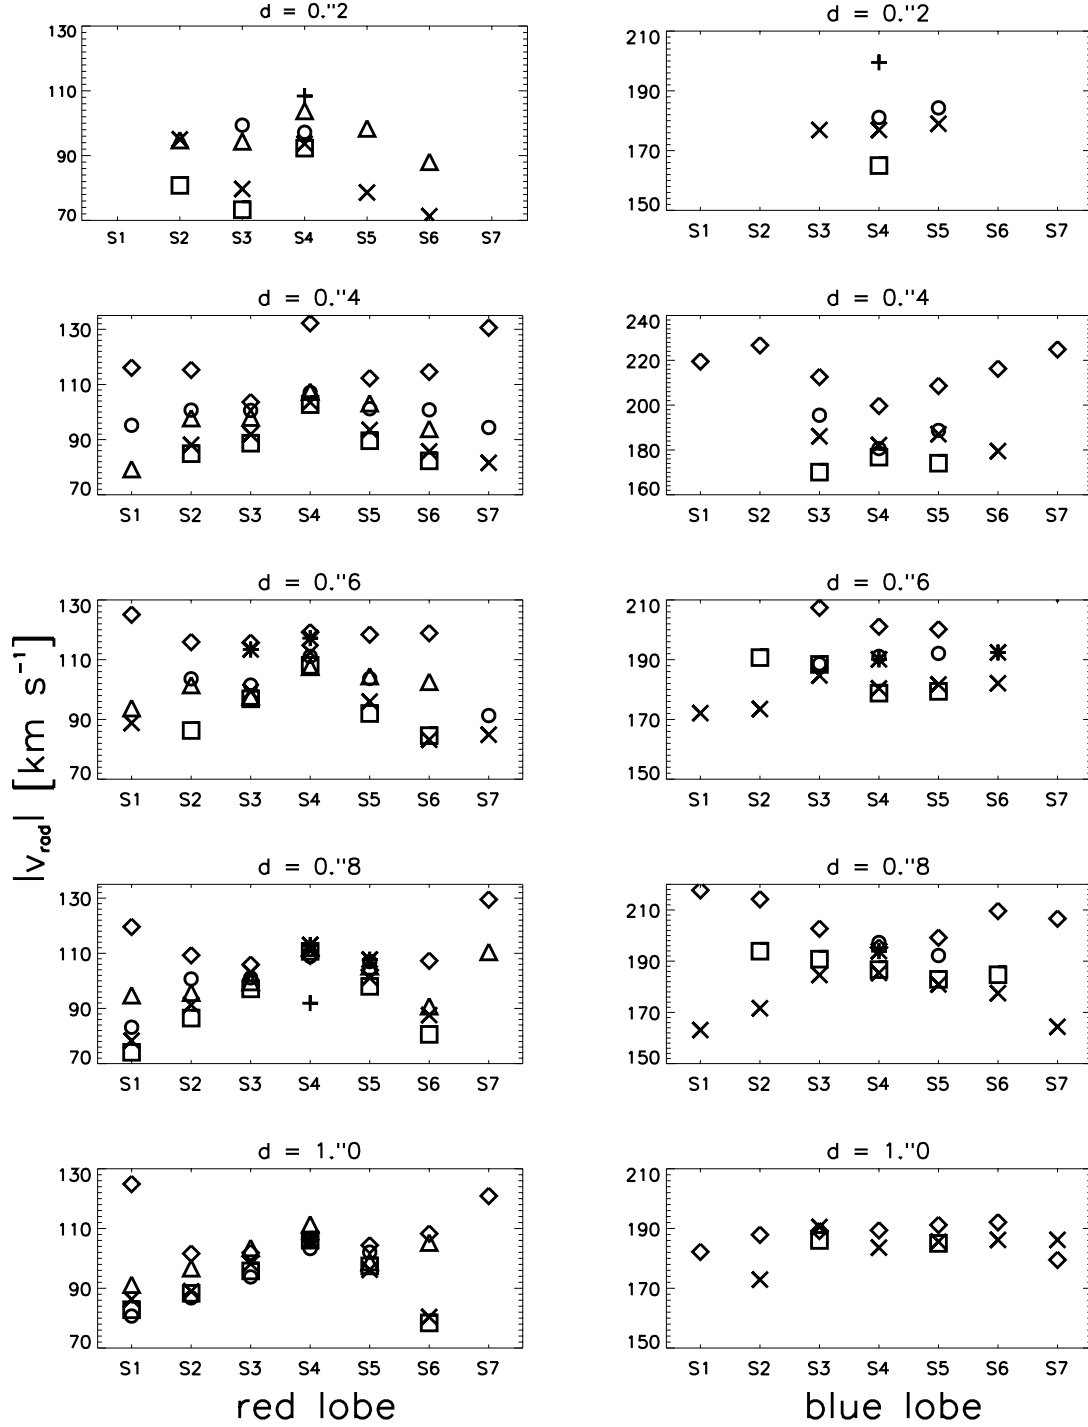 d = 0."2
130
110
90
70
S1 S2 S3 S4 S5 S6 S7
d = 0."2
210
190
170
150
S1 S2 S3 S4 S5 S6 S7
d = 0."4
130
110
90
70
S1 S2 S3 S4 S5 S6 S7
d = 0."4
240
220
200
180
160
S1 S2 S3 S4 S5 S6 S7
d = 0."6
130
110
90
70
S1 S2 S3 S4 S5 S6 S7
d = 0."6
210
190
170
150
S1 S2 S3 S4 S5 S6 S7
|v_rad| [km s⁻¹]
d = 0."8
130
110
90
70
S1 S2 S3 S4 S5 S6 S7
d = 0."8
210
190
170
150
S1 S2 S3 S4 S5 S6 S7
d = 1."0
130
110
90
70
S1 S2 S3 S4 S5 S6 S7
red lobe
d = 1."0
210
190
170
150
S1 S2 S3 S4 S5 S6 S7
blue lobe